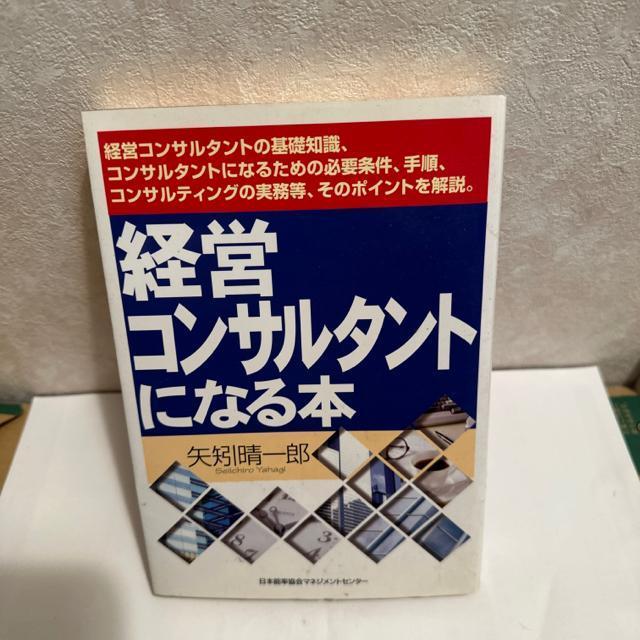 経営コンサルタントの基礎知識、
コンサルタントになるための必要条件、手順、
コンサルティングの実務等、そのポイントを解説。
経営
コンサルタント
になる本
矢矧晴一郎
Seiichiro Yahagi
日本能率協会マネジメントセンター